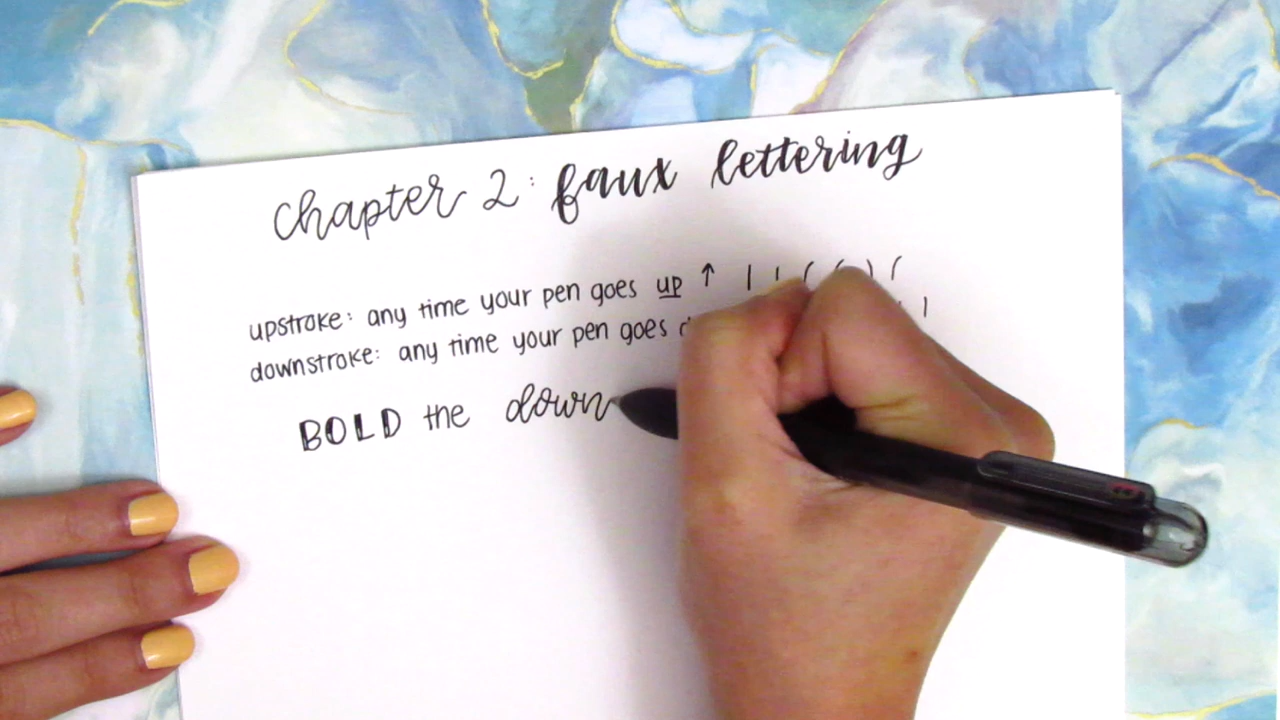 chapter 2: faux lettering
upstroke: any time your pen goes up ↑ | | ( ( ) (
downstroke: any time your pen goes
BOLD the down